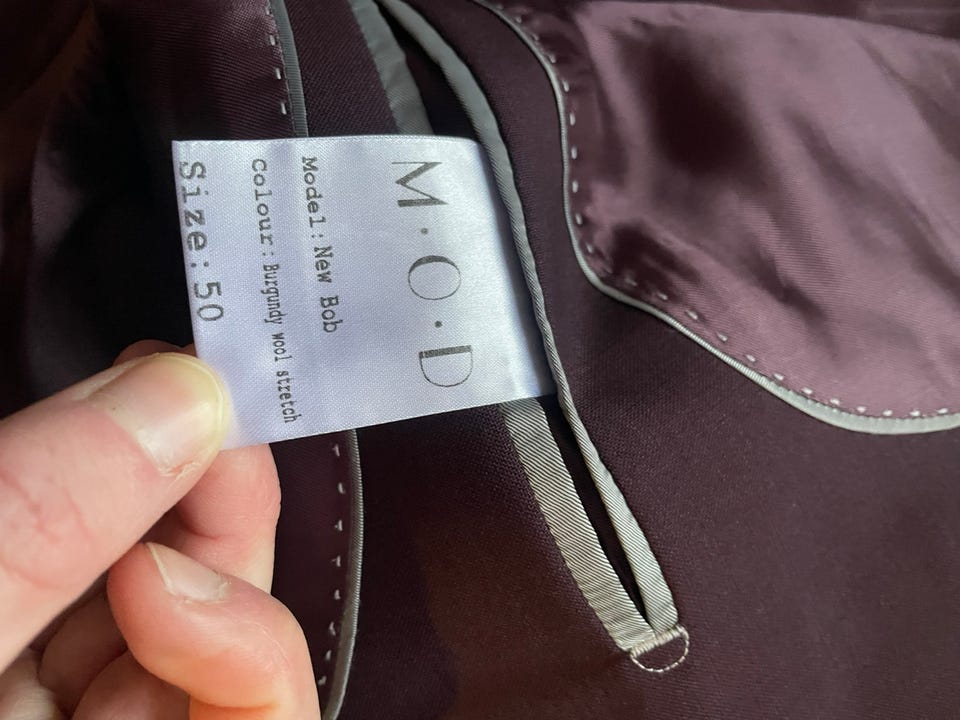 M·O·D
Model: New Bob
Colour: Burgundy wool stretch
Size: 50